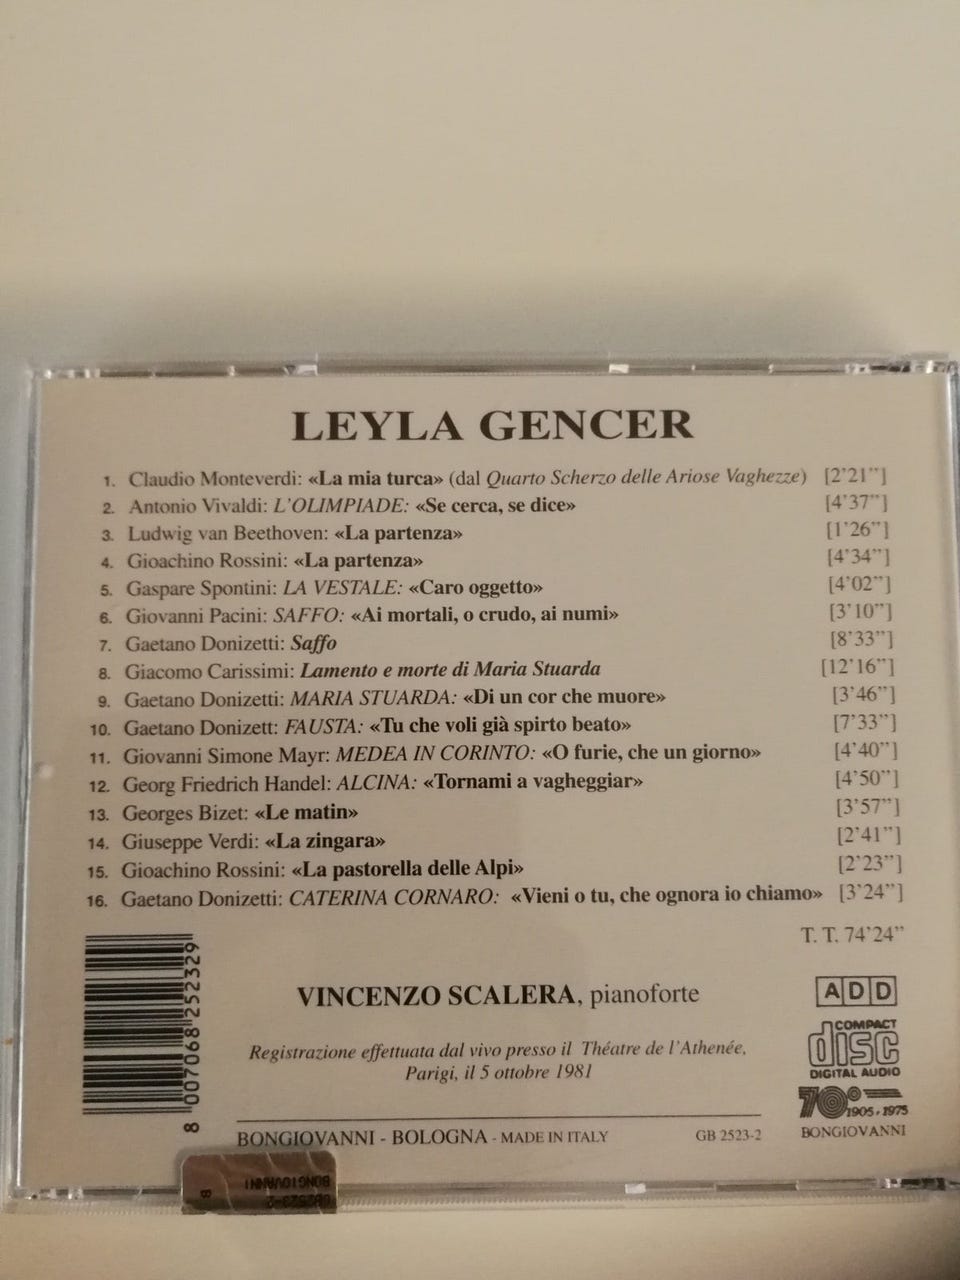 LEYLA GENCER
1. Claudio Monteverdi: «La mia turca» (dal Quarto Scherzo delle Ariose Vaghezze) [2'21"]
2. Antonio Vivaldi: L'OLIMPIADE: «Se cerca, se dice» [4'37"]
3. Ludwig van Beethoven: «La partenza» [1'26"]
4. Gioachino Rossini: «La partenza» [4'34"]
5. Gaspare Spontini: LA VESTALE: «Caro oggetto» [4'02"]
6. Giovanni Pacini: SAFFO: «Ai mortali, o crudo, ai numi» [3'10"]
7. Gaetano Donizetti: Saffo [8'33"]
8. Giacomo Carissimi: Lamento e morte di Maria Stuarda [12'16"]
9. Gaetano Donizetti: MARIA STUARDA: «Di un cor che muore» [3'46"]
10. Gaetano Donizett: FAUSTA: «Tu che voli già spirto beato» [7'33"]
11. Giovanni Simone Mayr: MEDEA IN CORINTO: «O furie, che un giorno» [4'40"]
12. Georg Friedrich Handel: ALCINA: «Tornami a vagheggiar» [4'50"]
13. Georges Bizet: «Le matin» [3'57"]
14. Giuseppe Verdi: «La zingara» [2'41"]
15. Gioachino Rossini: «La pastorella delle Alpi» [2'23"]
16. Gaetano Donizetti: CATERINA CORNARO: «Vieni o tu, che ognora io chiamo» [3'24"]
T. T. 74'24"
8 007068 252329
VINCENZO SCALERA, pianoforte
ADD
Registrazione effettuata dal vivo presso il Théatre de l'Athenée,
Parigi, il 5 ottobre 1981
COMPACT
disc
DIGITAL AUDIO
70° 1905-1975
BONGIOVANNI
BONGIOVANNI - BOLOGNA - MADE IN ITALY GB 2523-2
BONGIOVANNI
GB2523-2